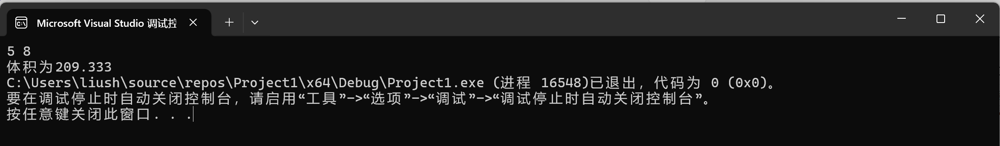 Microsoft Visual Studio 调试控
5 8
体积为209.333
C:\Users\liush\source\repos\Project1\x64\Debug\Project1.exe (进程 16548)已退出，代码为 0 (0x0)。
要在调试停止时自动关闭控制台，请启用“工具”->“选项”->“调试”->“调试停止时自动关闭控制台”。
按任意键关闭此窗口. . .